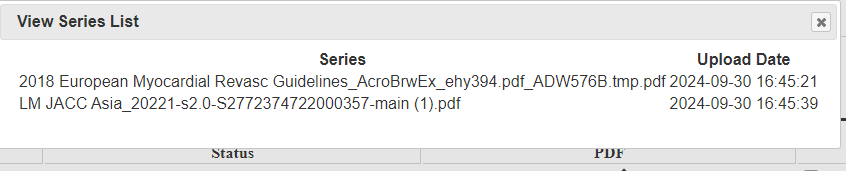 View Series List
Series Upload Date
2018 European Myocardial Revasc Guidelines_AcroBrwEx_ehy394.pdf_ADW576B.tmp.pdf 2024-09-30 16:45:21
LM JACC Asia_20221-s2.0-S2772374722000357-main (1).pdf 2024-09-30 16:45:39
Status PDF